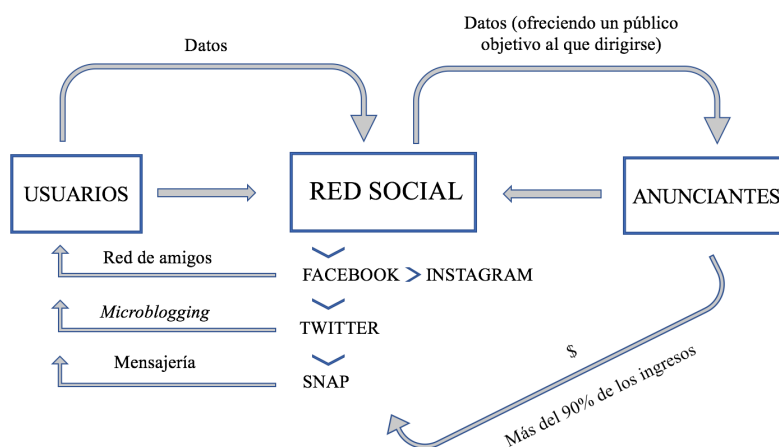 Datos
Datos (ofreciendo un público
objetivo al que dirigirse)
USUARIOS
RED SOCIAL
ANUNCIANTES
Red de amigos
FACEBOOK > INSTAGRAM
Microblogging
TWITTER
Mensajería
SNAP
$
Más del 90% de los ingresos